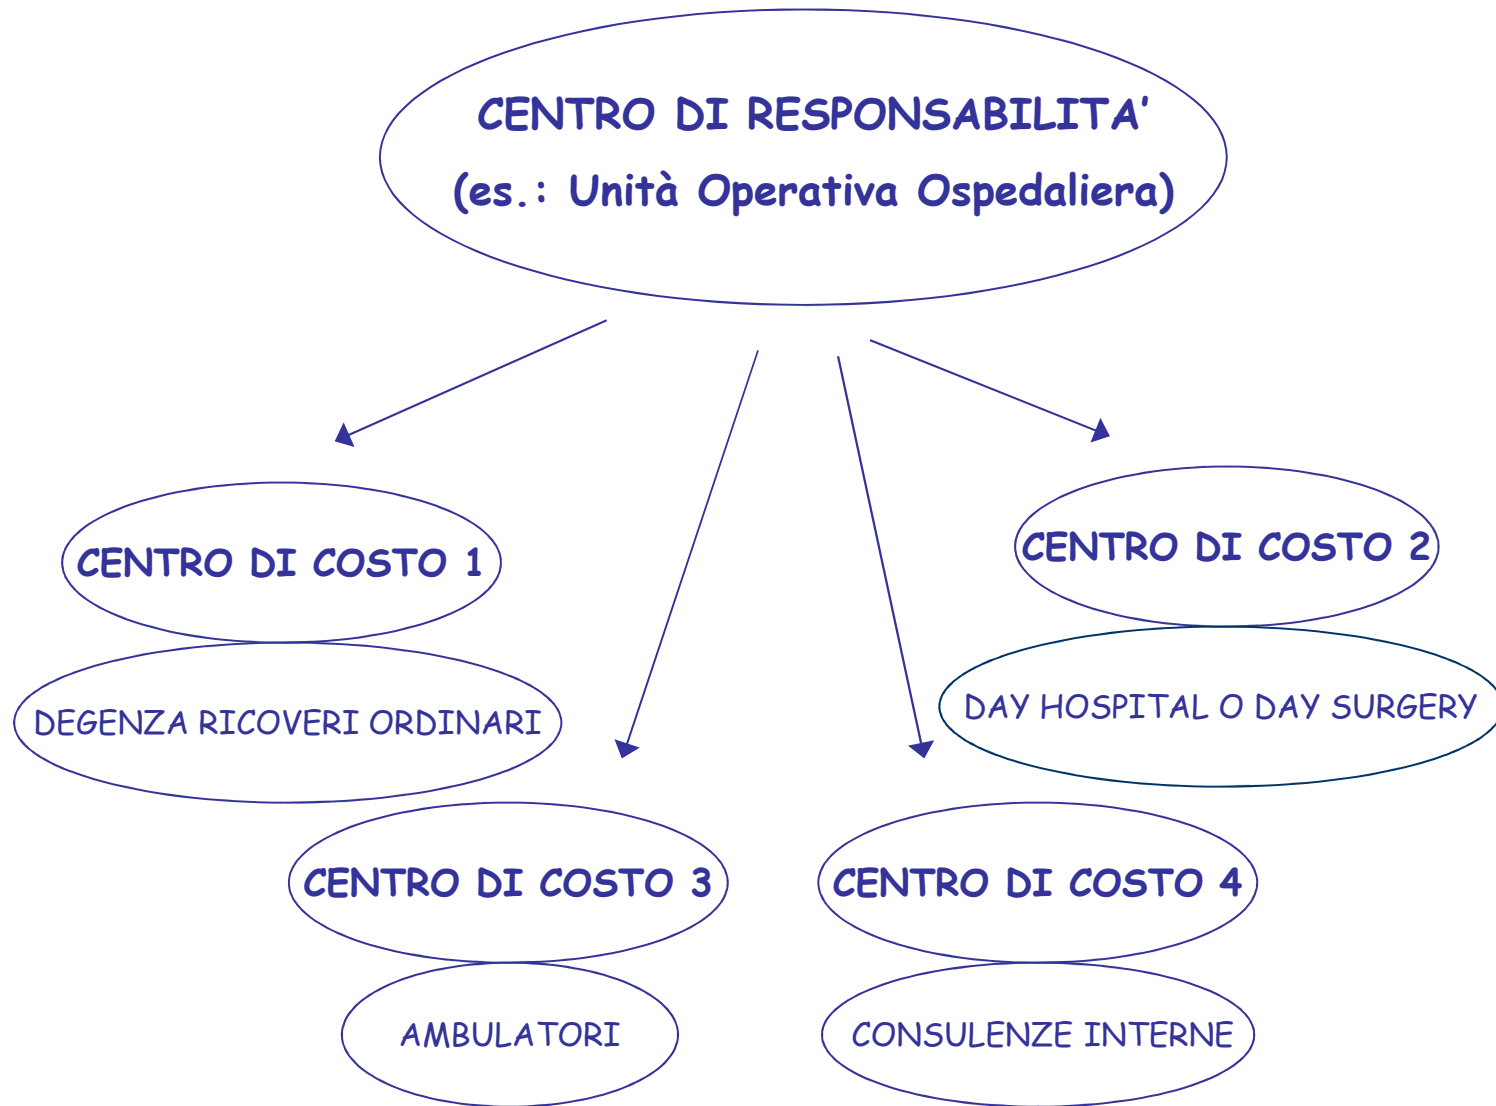 CENTRO DI RESPONSABILITA'
(es.: Unità Operativa Ospedaliera)
CENTRO DI COSTO 1
DEGENZA RICOVERI ORDINARI
CENTRO DI COSTO 2
DAY HOSPITAL O DAY SURGERY
CENTRO DI COSTO 3
AMBULATORI
CENTRO DI COSTO 4
CONSULENZE INTERNE